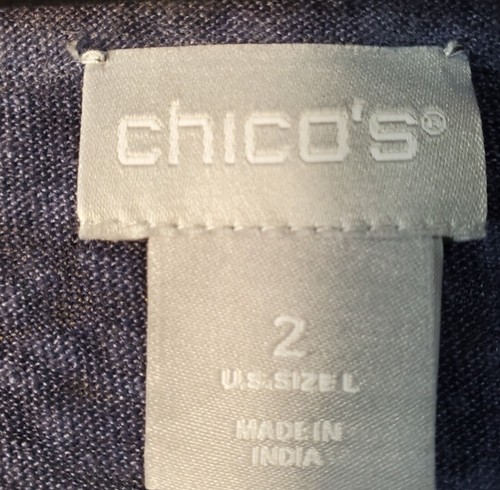 chico's®
2
U.S. SIZE L
MADE IN
INDIA